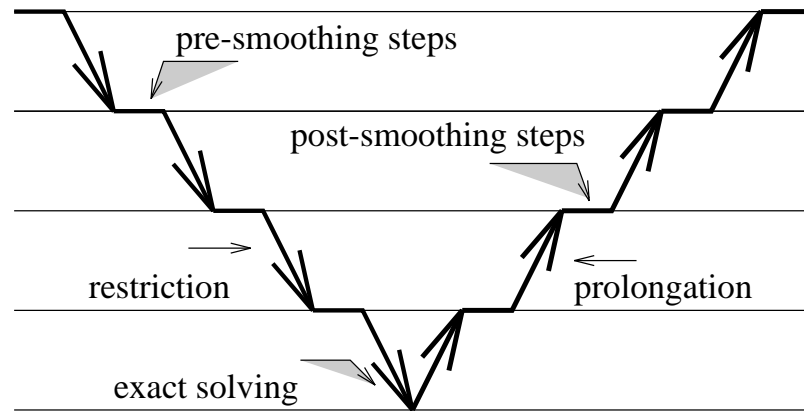 pre-smoothing steps
post-smoothing steps
restriction
prolongation
exact solving